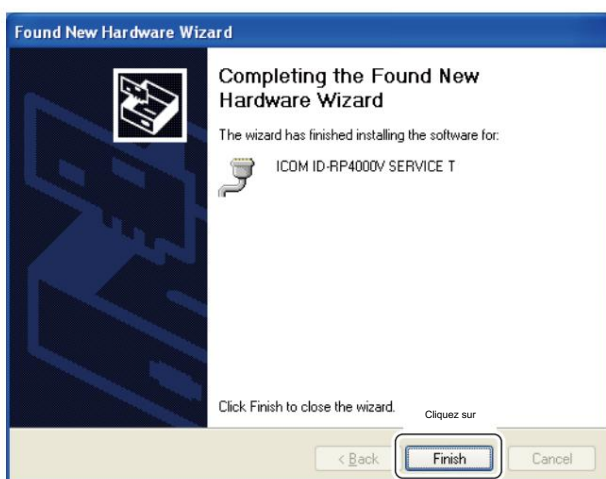 Found New Hardware Wizard
Completing the Found New
Hardware Wizard
The wizard has finished installing the software for:
ICOM ID-RP4000V SERVICE T
Click Finish to close the wizard.
Cliquez sur
< Back
Finish
Cancel